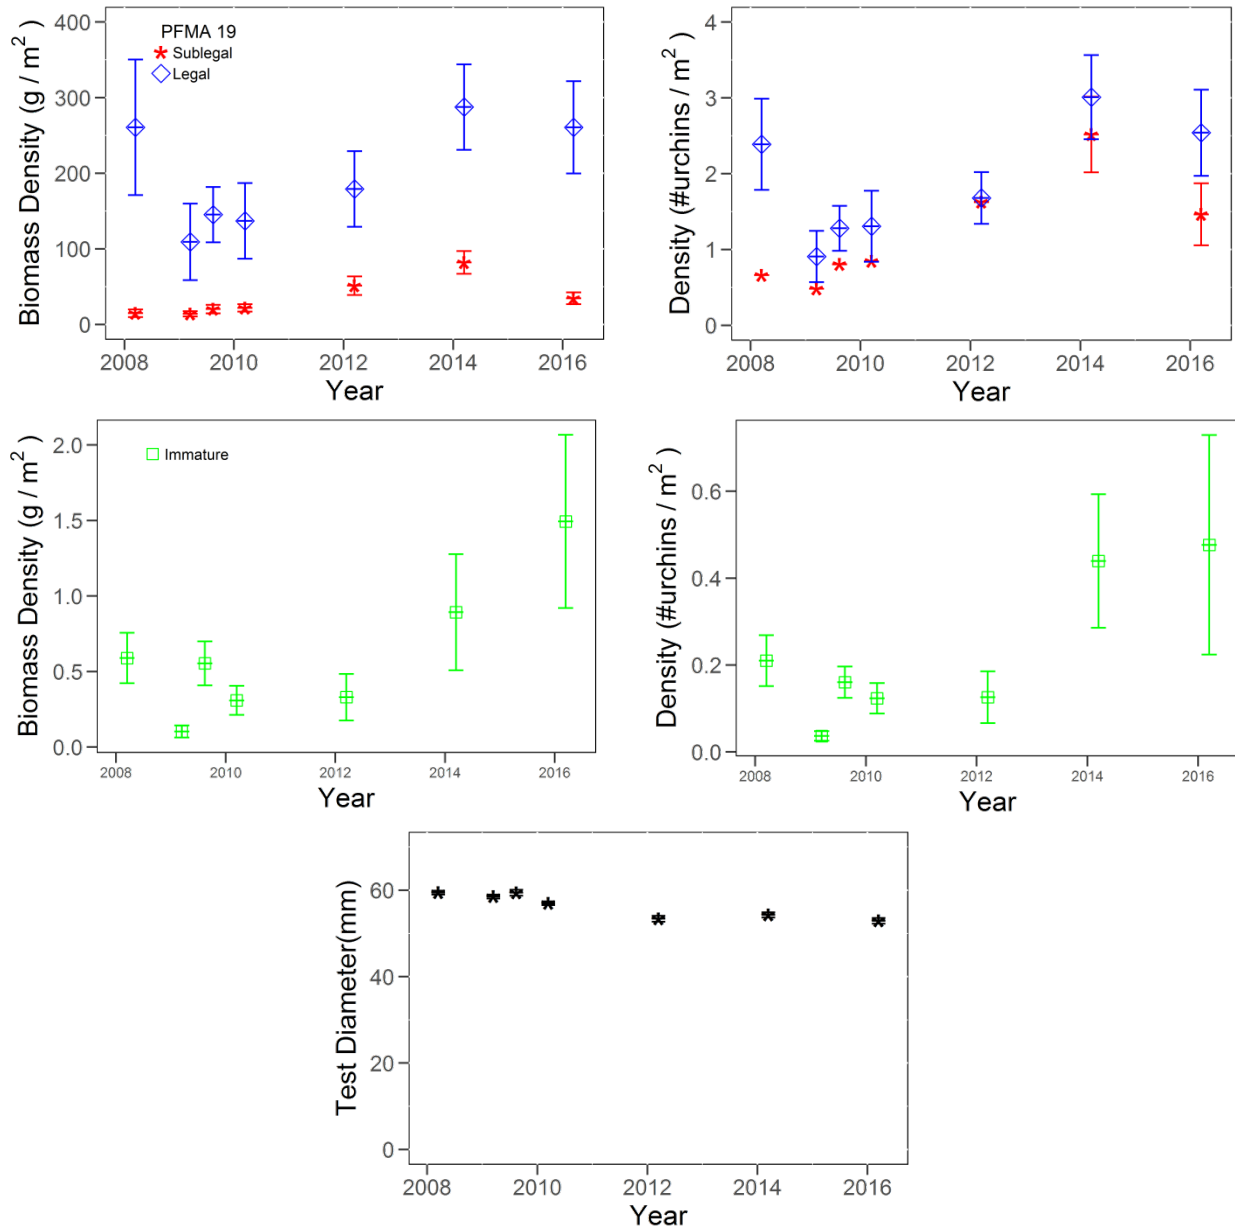 400
300
200
100
0
Biomass Density (g / m²)
PFMA 19
Sublegal
Legal
2008 2010 2012 2014 2016
Year
4
3
2
1
0
Density (#urchins / m²)
2008 2010 2012 2014 2016
Year
2.0
1.5
1.0
0.5
0.0
Biomass Density (g / m²)
Immature
2008 2010 2012 2014 2016
Year
0.6
0.4
0.2
0.0
Density (#urchins / m²)
2008 2010 2012 2014 2016
Year
60
40
20
0
Test Diameter(mm)
2008 2010 2012 2014 2016
Year